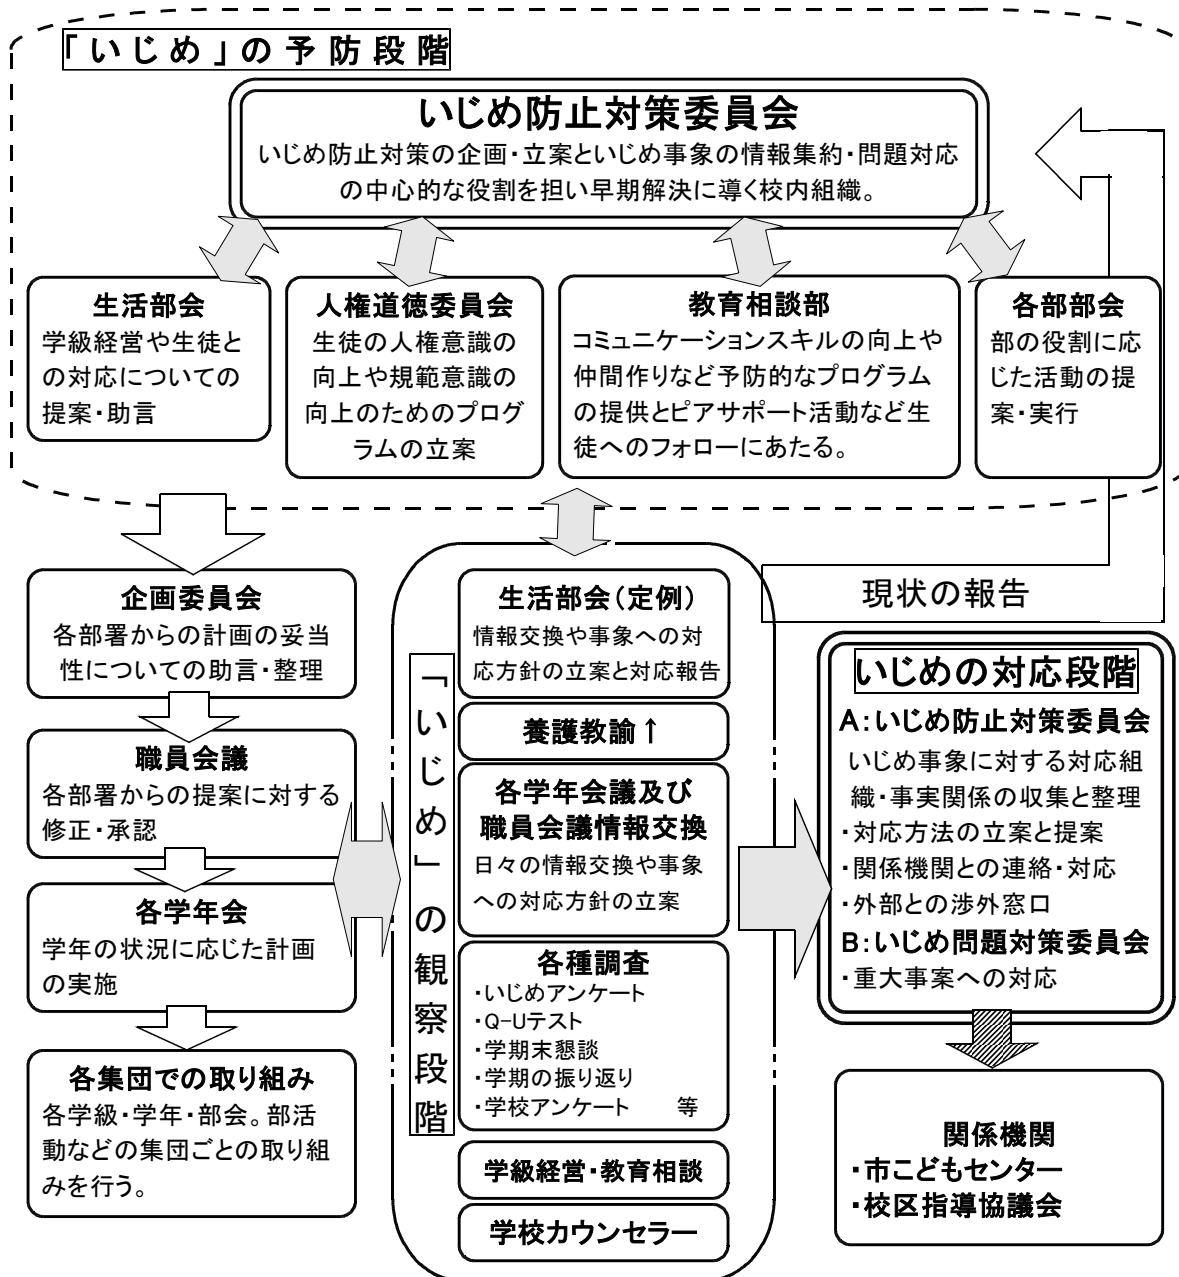 「いじめ」の予防段階
いじめ防止対策委員会
いじめ防止対策の企画・立案といじめ事象の情報集約・問題対応
の中心的な役割を担い早期解決に導く校内組織。
生活部会
学級経営や生徒と
の対応についての
提案・助言
人権道徳委員会
生徒の人権意識の
向上や規範意識の
向上のためのプログ
ラムの立案
教育相談部
コミュニケーションスキルの向上や
仲間作りなど予防的なプログラム
の提供とピアサポート活動など生
徒へのフォローにあたる。
各部部会
部の役割に応
じた活動の提
案・実行
企画委員会
各部署からの計画の妥当
性についての助言・整理
職員会議
各部署からの提案に対する
修正・承認
各学年会
学年の状況に応じた計画
の実施
各集団での取り組み
各学級・学年・部会。部活
動などの集団ごとの取り組
みを行う。
「いじめ」の観察段階
生活部会（定例）
情報交換や事象への対
応方針の立案と対応報告
養護教諭↑
各学年会議及び
職員会議情報交換
日々の情報交換や事象
への対応方針の立案
各種調査
・いじめアンケート
・Q-Uテスト
・学期末懇談
・学期の振り返り
・学校アンケート　等
学級経営・教育相談
学校カウンセラー
現状の報告
いじめの対応段階
A：いじめ防止対策委員会
いじめ事象に対する対応組
織・事実関係の収集と整理
・対応方法の立案と提案
・関係機関との連絡・対応
・外部との渉外窓口
B：いじめ問題対策委員会
・重大事案への対応
関係機関
・市こどもセンター
・校区指導協議会